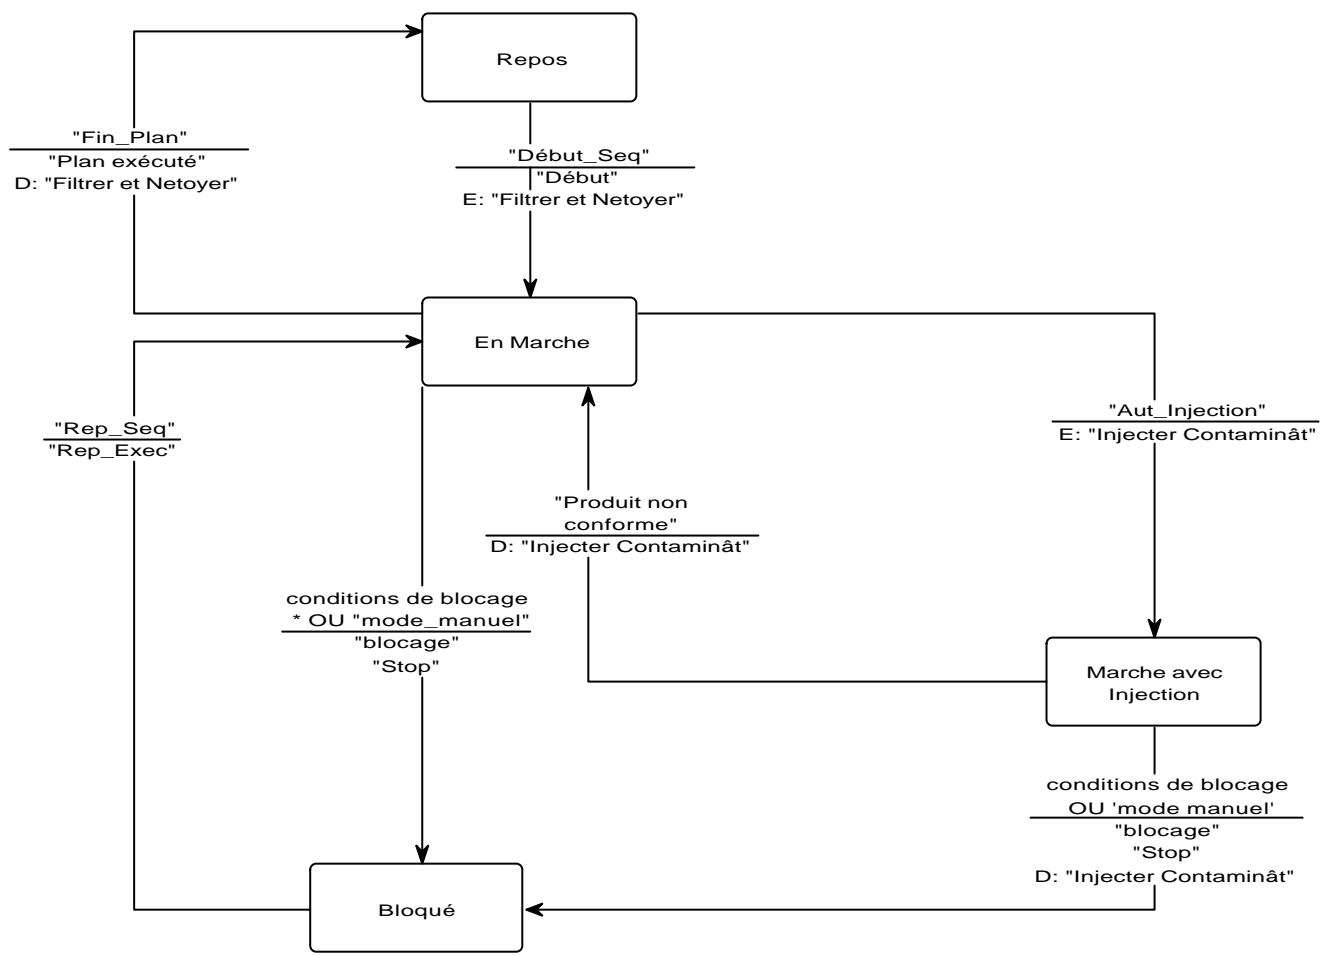 Repos
"Fin_Plan"
"Plan exécuté"
D: "Filtrer et Netoyer"
"Début_Seq"
"Début"
E: "Filtrer et Netoyer"
En Marche
"Rep_Seq"
"Rep_Exec"
"Aut_Injection"
E: "Injecter Contaminât"
"Produit non
conforme"
D: "Injecter Contaminât"
conditions de blocage
* OU "mode_manuel"
"blocage"
"Stop"
Marche avec
Injection
conditions de blocage
OU 'mode manuel'
"blocage"
"Stop"
D: "Injecter Contaminât"
Bloqué